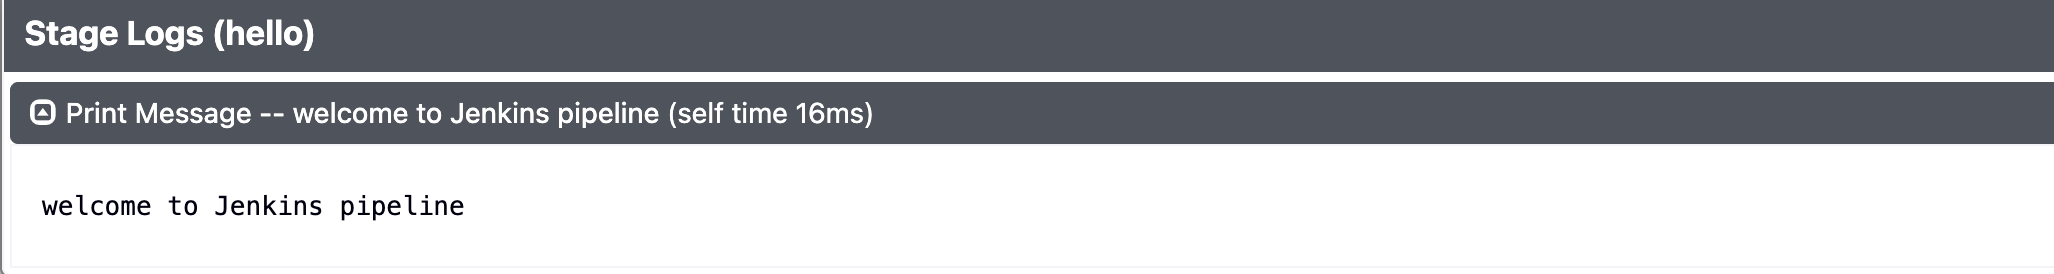 Stage Logs (hello)
Print Message -- welcome to Jenkins pipeline (self time 16ms)
welcome to Jenkins pipeline